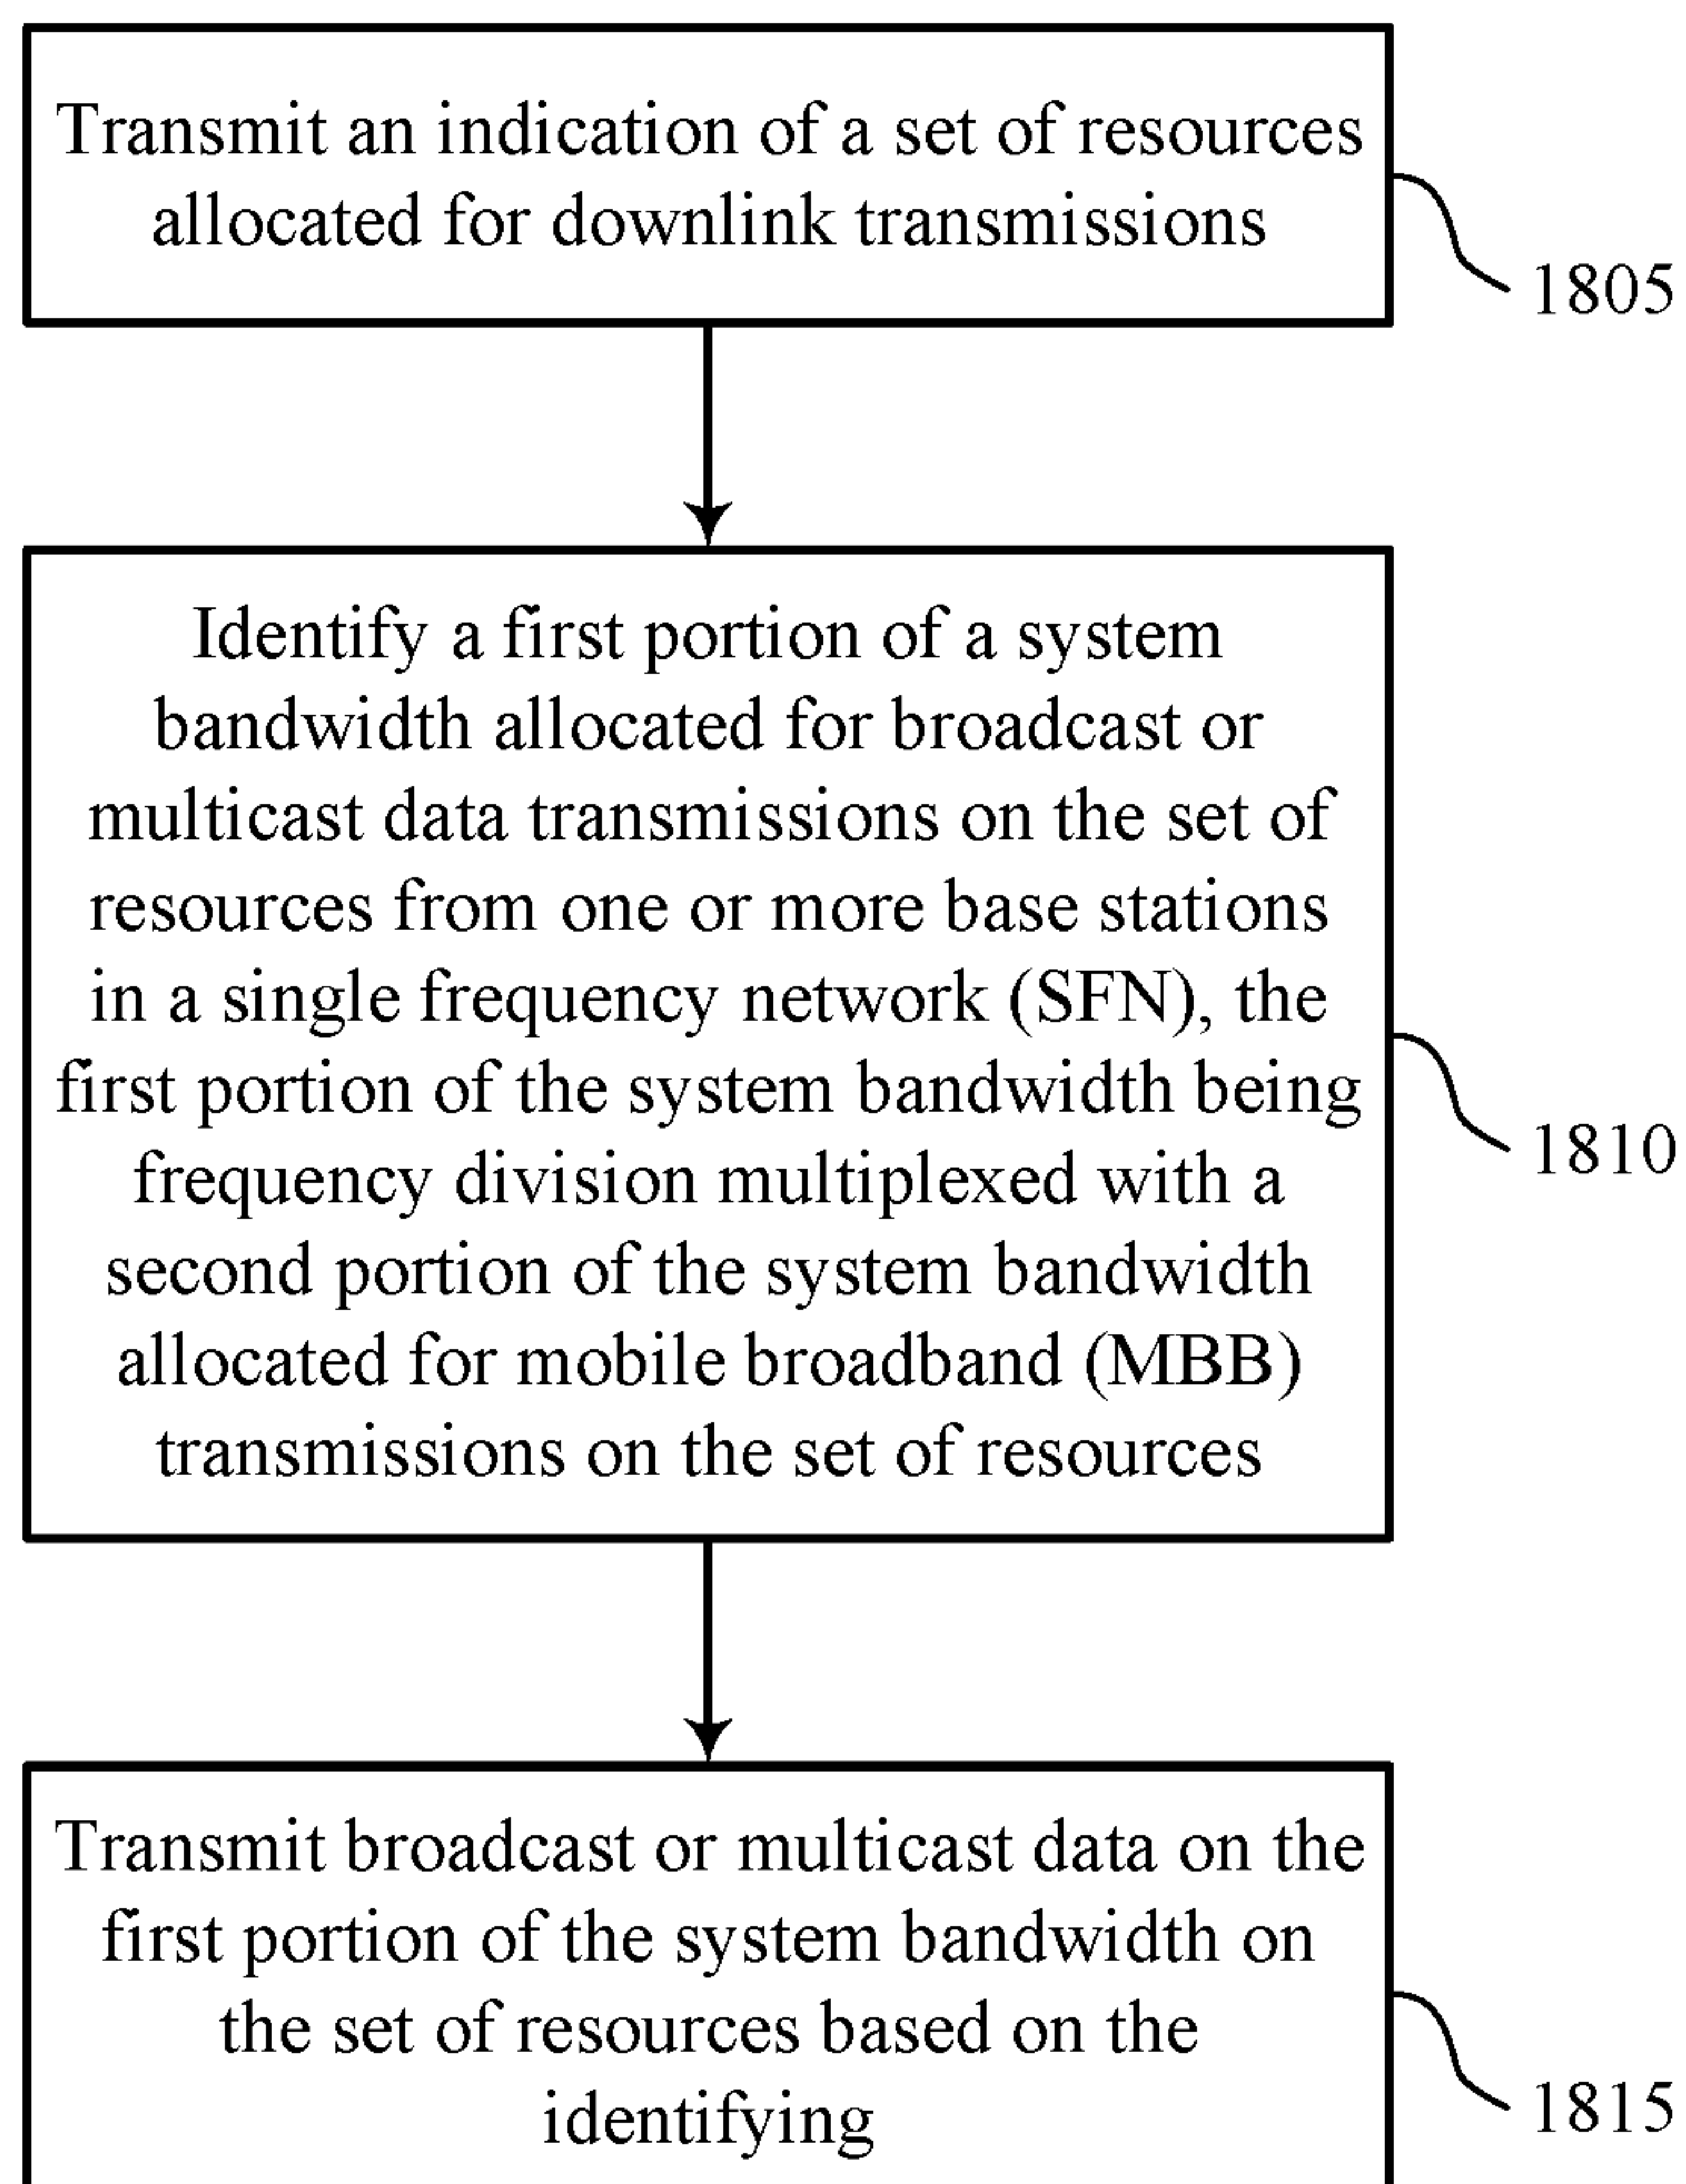 Transmit an indication of a set of resources
allocated for downlink transmissions
1805
Identify a first portion of a system
bandwidth allocated for broadcast or
multicast data transmissions on the set of
resources from one or more base stations
in a single frequency network (SFN), the
first portion of the system bandwidth being
frequency division multiplexed with a
second portion of the system bandwidth
allocated for mobile broadband (MBB)
transmissions on the set of resources
1810
Transmit broadcast or multicast data on the
first portion of the system bandwidth on
the set of resources based on the
identifying
1815